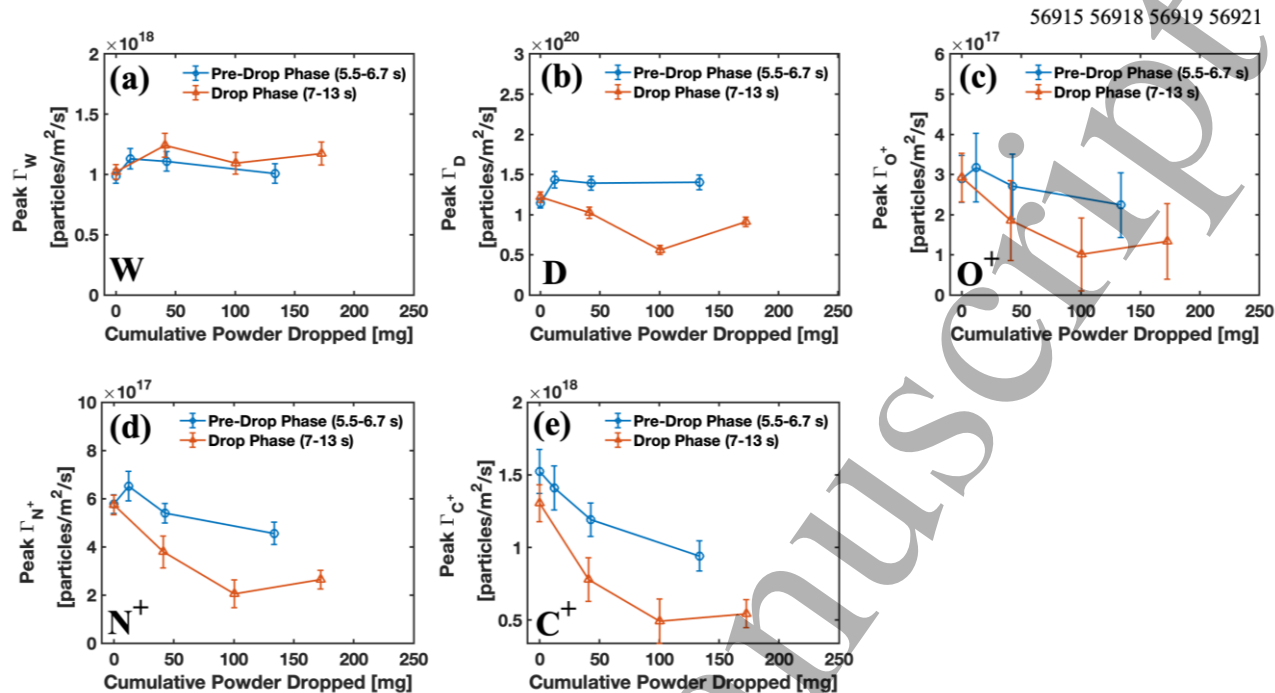 56915 56918 56919 56921
×10^18
(a)
Pre-Drop Phase (5.5-6.7 s)
Drop Phase (7-13 s)
Peak Γ_W
[particles/m^2/s]
2
1.5
1
0.5
0
W
0 50 100 150 200 250
Cumulative Powder Dropped [mg]
×10^20
(b)
Pre-Drop Phase (5.5-6.7 s)
Drop Phase (7-13 s)
Peak Γ_D
[particles/m^2/s]
3
2.5
2
1.5
1
0.5
0
D
0 50 100 150 200 250
Cumulative Powder Dropped [mg]
×10^17
(c)
Pre-Drop Phase (5.5-6.7 s)
Drop Phase (7-13 s)
Peak Γ_O^+
[particles/m^2/s]
6
5
4
3
2
1
0
O^+
0 50 100 150 200 250
Cumulative Powder Dropped [mg]
×10^17
(d)
Pre-Drop Phase (5.5-6.7 s)
Drop Phase (7-13 s)
Peak Γ_N^+
[particles/m^2/s]
10
8
6
4
2
0
N^+
0 50 100 150 200 250
Cumulative Powder Dropped [mg]
×10^18
(e)
Pre-Drop Phase (5.5-6.7 s)
Drop Phase (7-13 s)
Peak Γ_C^+
[particles/m^2/s]
2
1.5
1
0.5
C^+
0 50 100 150 200 250
Cumulative Powder Dropped [mg]